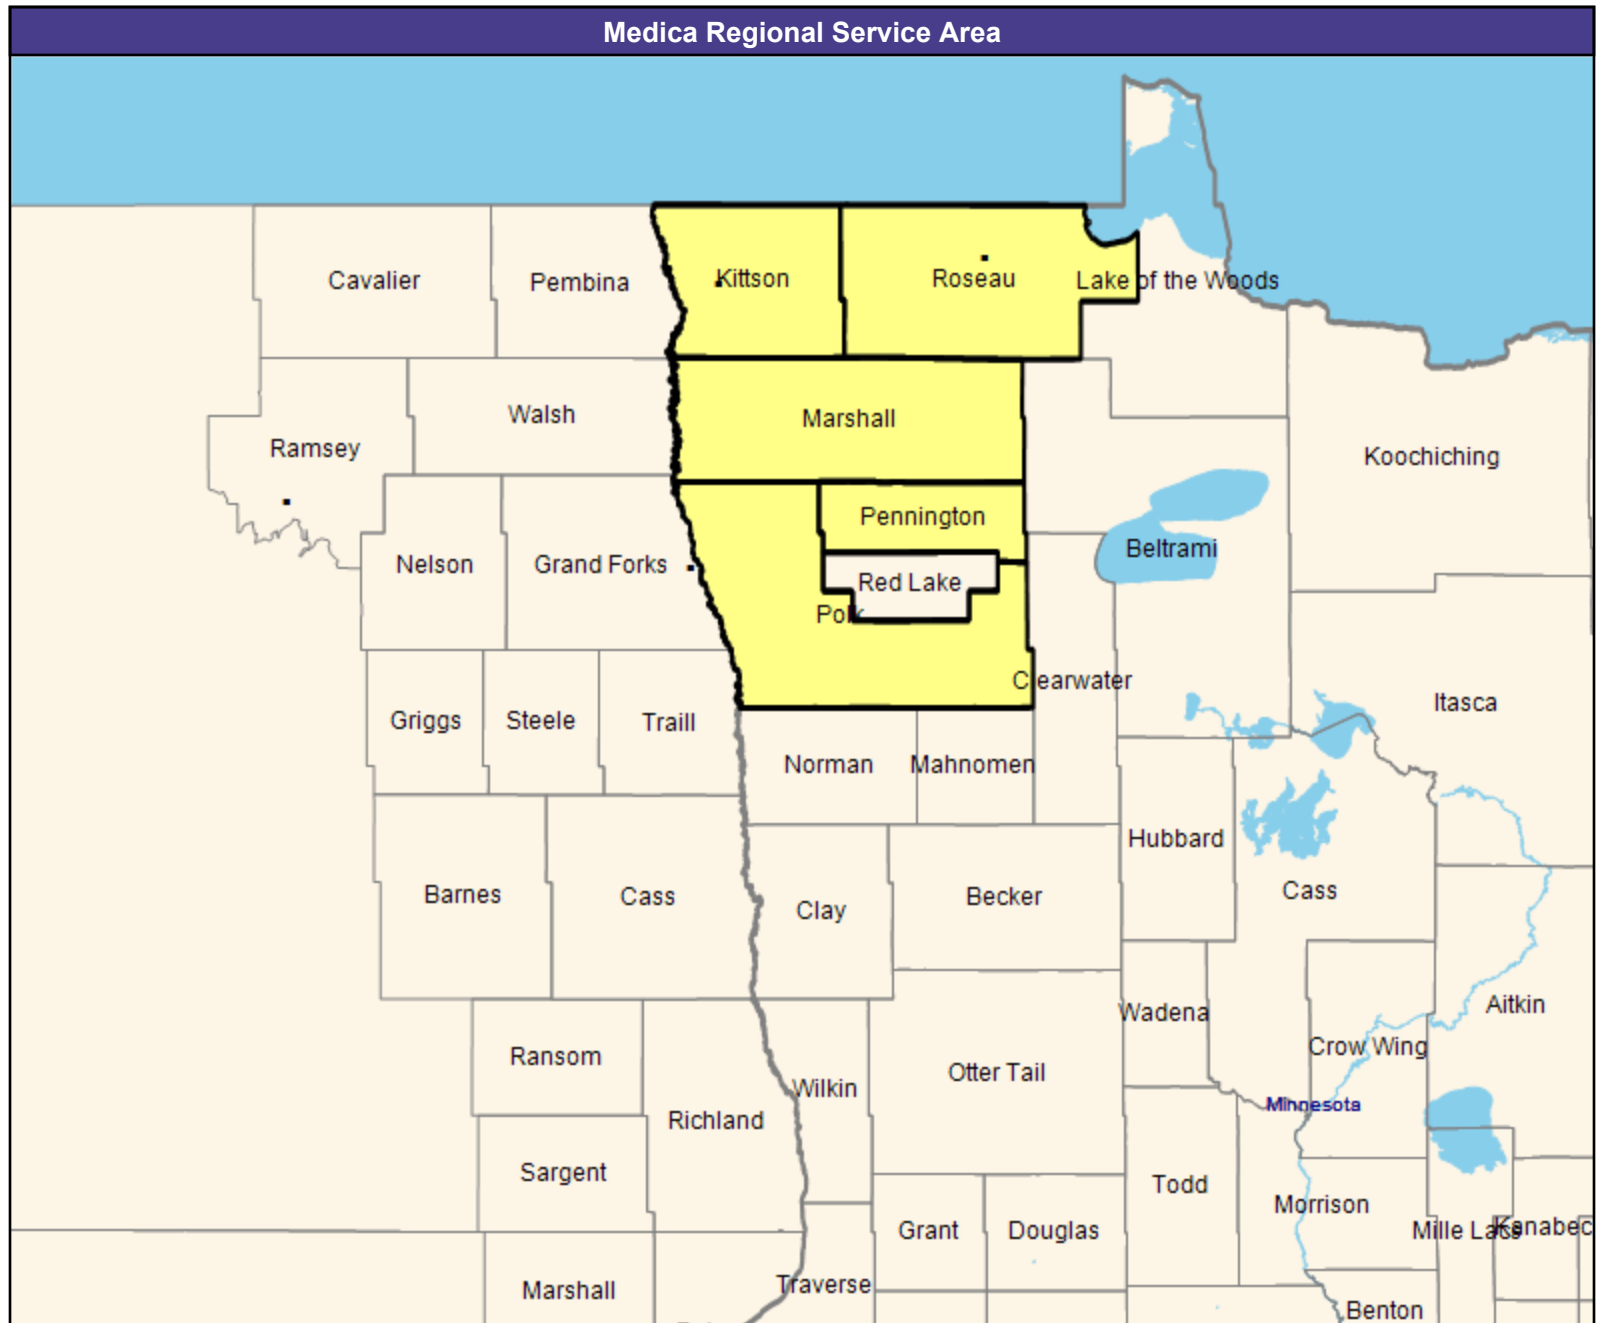 Medica Regional Service Area
Cavalier
Pembina
Kittson
Roseau
Lake of the Woods
Walsh
Marshall
Ramsey
Koochiching
Pennington
Nelson
Grand Forks
Beltrami
Red Lake
Polk
Clearwater
Griggs
Steele
Traill
Itasca
Norman
Mahnomen
Hubbard
Barnes
Cass
Clay
Becker
Cass
Aitkin
Wadena
Ransom
Otter Tail
Crow Wing
Wilkin
Minnesota
Richland
Sargent
Todd
Morrison
Grant
Douglas
Mille Lacs
Kanabec
Marshall
Traverse
Benton